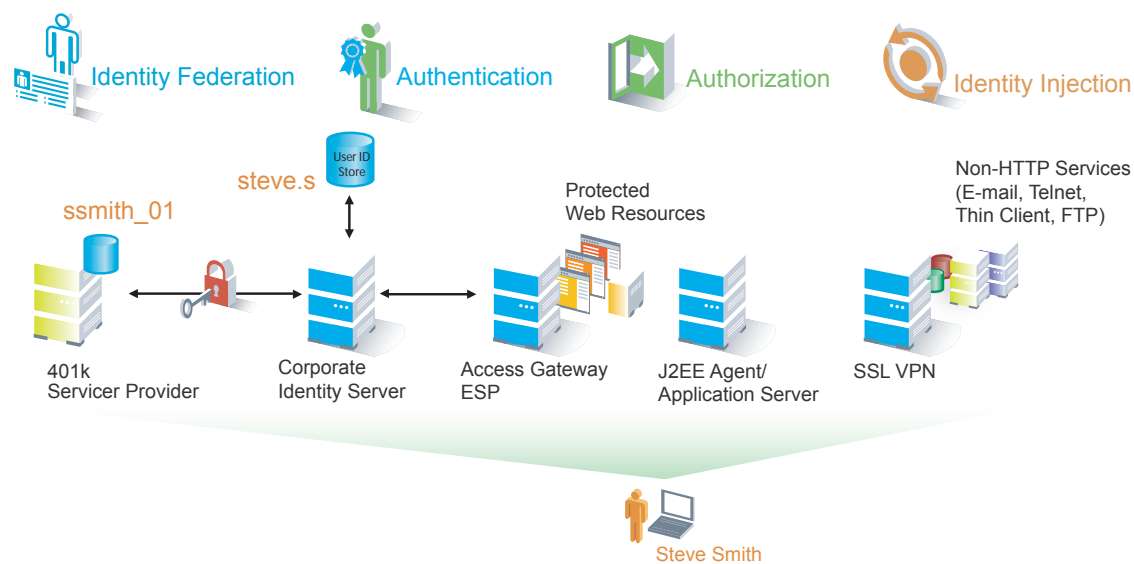 Identity Federation
Authentication
Authorization
Identity Injection
User ID
Store
steve.s
ssmith_01
Protected
Web Resources
Non-HTTP Services
(E-mail, Telnet,
Thin Client, FTP)
401k
Servicer Provider
Corporate
Identity Server
Access Gateway
ESP
J2EE Agent/
Application Server
SSL VPN
Steve Smith